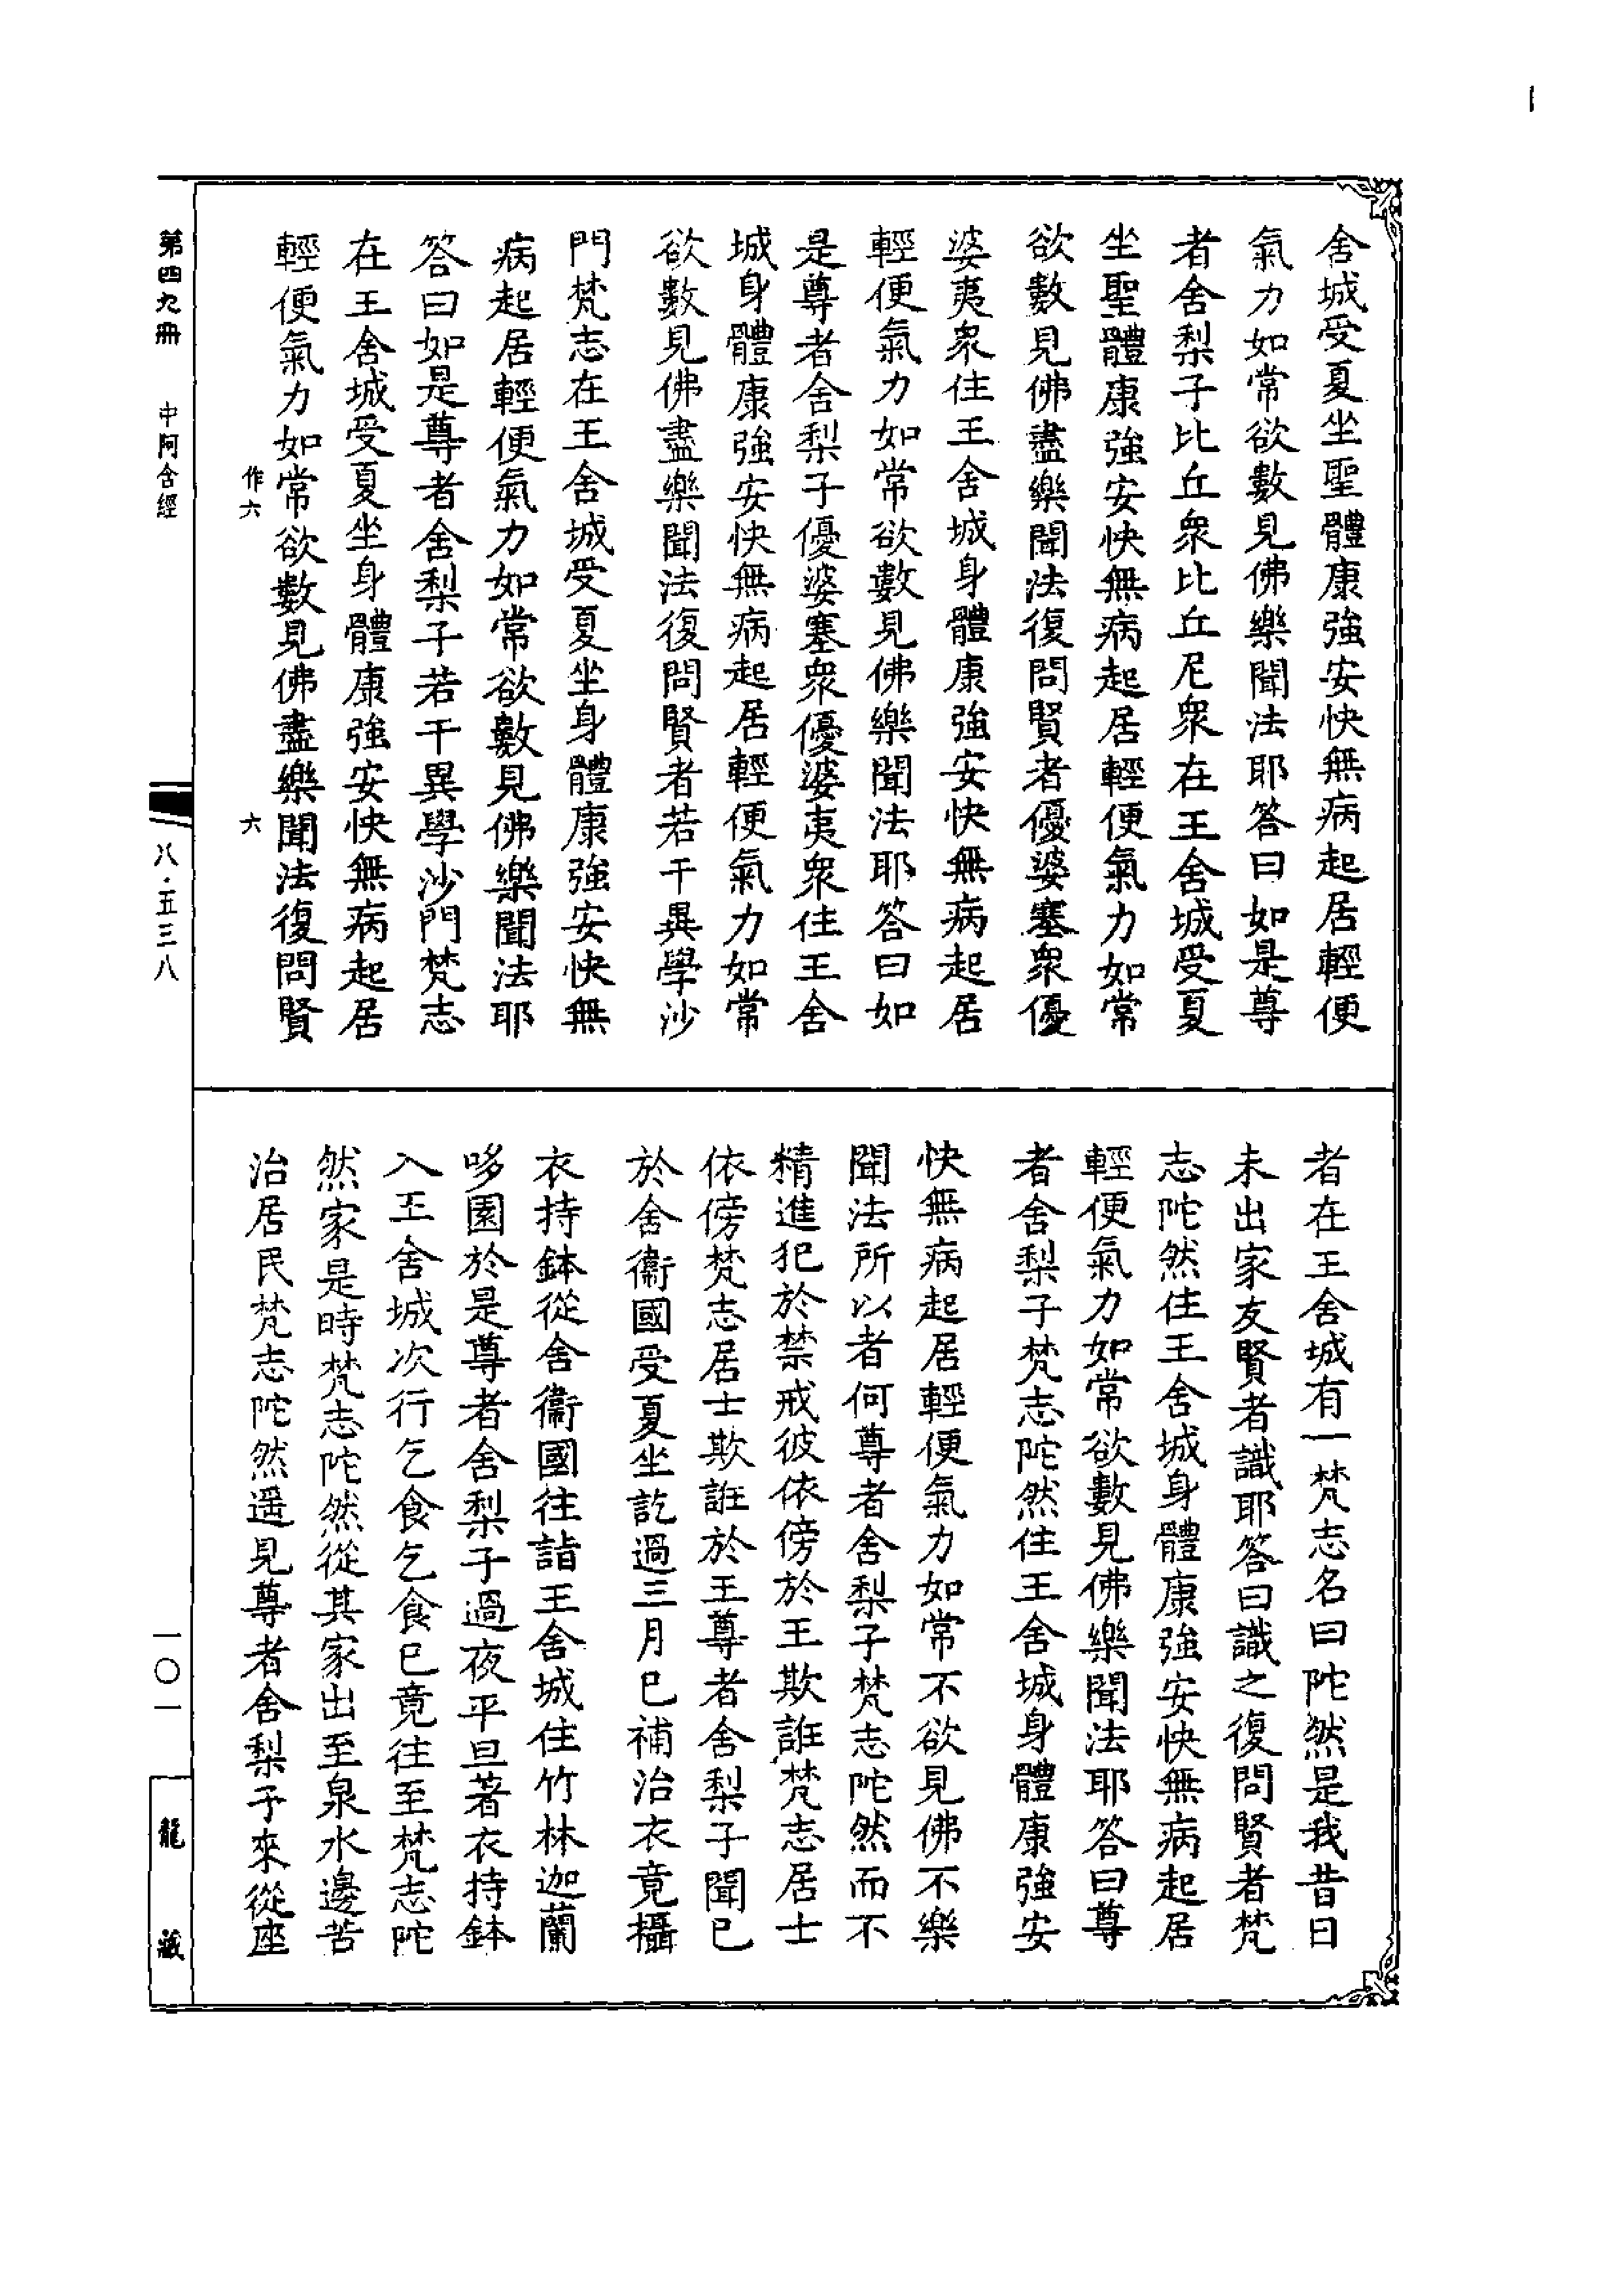 舍城受夏坐聖體康強安快無病起居輕便
氣力如常欲數見佛樂聞法耶答曰如是尊
者舍梨子比丘眾比丘尼眾在王舍城受夏
坐聖體康強安快無病起居輕便氣力如常
欲數見佛盡樂聞法復問賢者優婆塞眾優
婆夷眾住王舍城身體康強安快無病起居
輕便氣力如常欲數見佛樂聞法耶答曰如
是尊者舍梨子優婆塞眾優婆夷眾住王舍
城身體康強安快無病起居輕便氣力如常
欲數見佛盡樂聞法復問賢者若干異學沙
門梵志在王舍城受夏坐身體康強安快無
病起居輕便氣力如常欲數見佛樂聞法耶
答曰如是尊者舍梨子若干異學沙門梵志
在王舍城受夏坐身體康強安快無病起居
輕便氣力如常欲數見佛盡樂聞法復問賢
作六 六
者在王舍城有一梵志名曰陀然是我昔日
未出家友賢者識耶答曰識之復問賢者梵
志陀然住王舍城身體康強安快無病起居
輕便氣力如常欲數見佛樂聞法耶答曰尊
者舍梨子梵志陀然住王舍城身體康強安
快無病起居輕便氣力如常不欲見佛不樂
聞法所以者何尊者舍梨子梵志陀然而不
精進犯於禁戒彼依傍於王欺誑梵志居士
依傍梵志居士欺誑於王尊者舍梨子聞已
於舍衞國受夏坐訖過三月已補治衣竟攝
衣持鉢從舍衞國往詣王舍城住竹林迦蘭
哆園於是尊者舍梨子過夜平旦著衣持鉢
入王舍城次行乞食乞食已竟往至梵志陀
然家是時梵志陀然從其家出至泉水邊苦
治居民梵志陀然遥見尊者舍梨子來從座
第四九冊 中阿含經
八·五三八
一〇一
龍藏